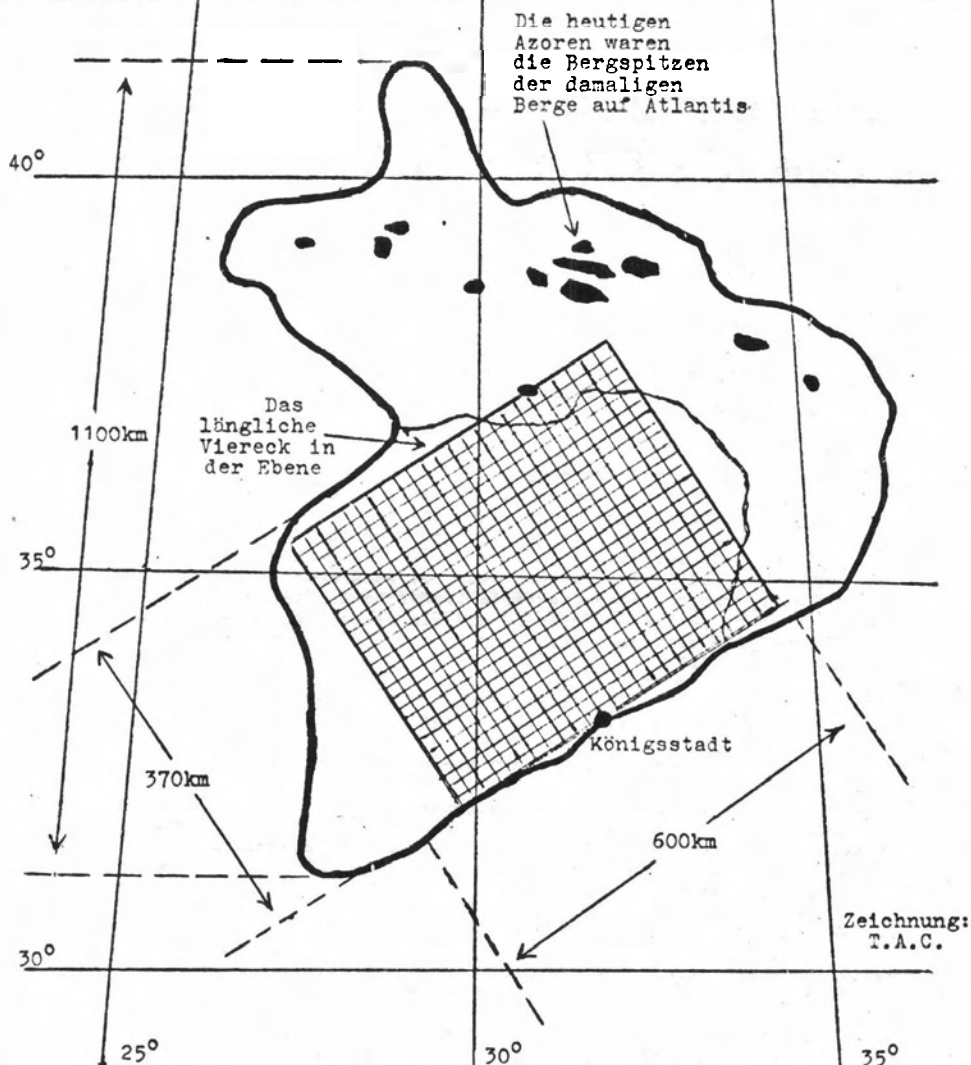 Die heutigen
Azoren waren
die Bergspitzen
der damaligen
Berge auf Atlantis
40°
Das
längliche
Viereck in
der Ebene
1100km
35°
Königsstadt
370km
600km
Zeichnung:
T.A.C.
30°
25°
30°
35°